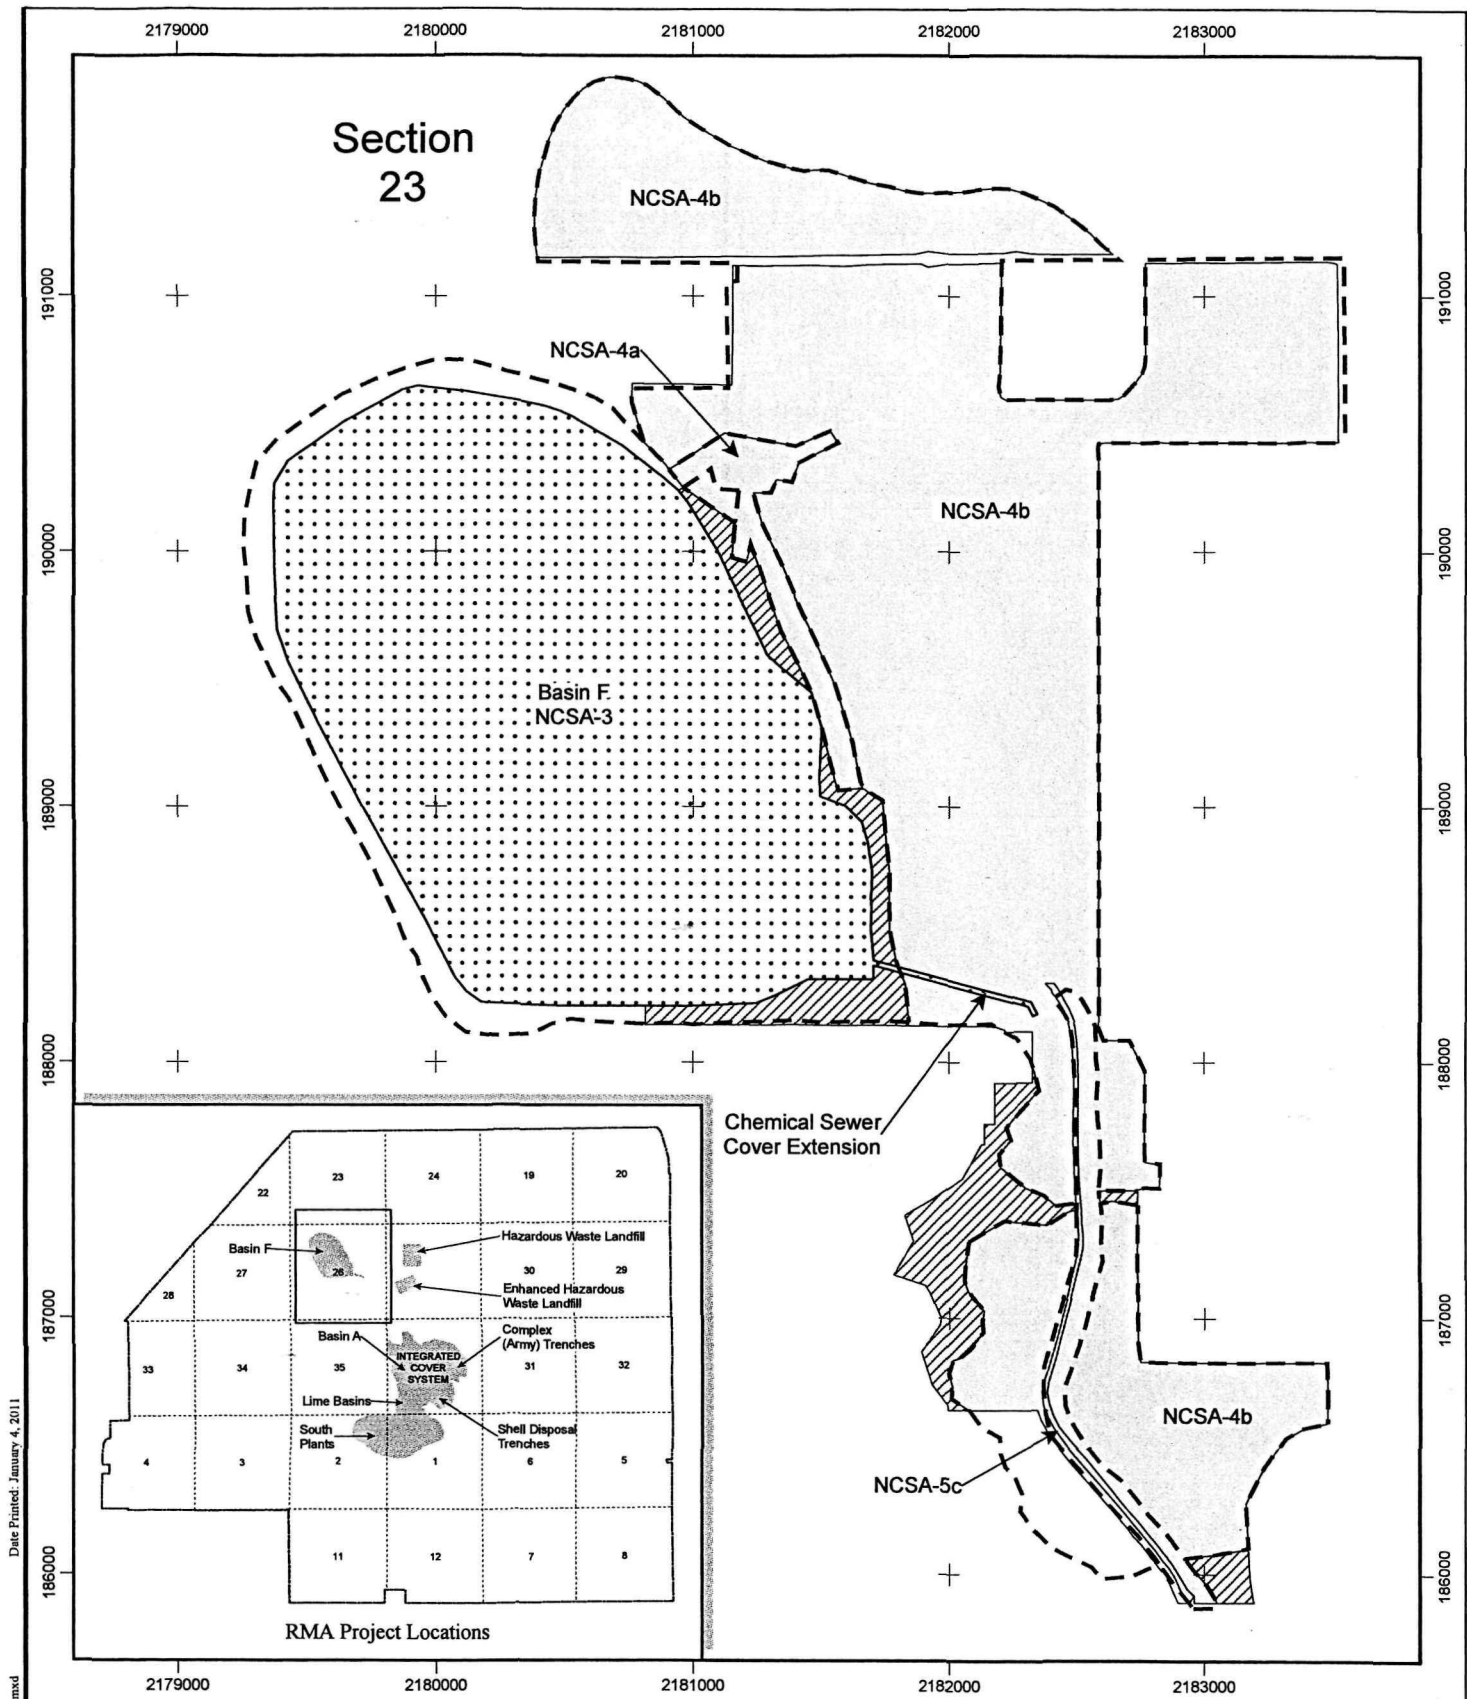 2179000 2180000 2181000 2182000 2183000
Section
23
NCSA-4b
191000
191000
NCSA-4a
NCSA-4b
190000
190000
Basin F
NCSA-3
189000
189000
188000
188000
Chemical Sewer
Cover Extension
23 24 19 20
22
Basin F
Hazardous Waste Landfill
27 26 30 29
28
Enhanced Hazardous
Waste Landfill
187000
187000
Basin A
Complex
(Army) Trenches
INTEGRATED
COVER
SYSTEM
33 34 35 31 32
Lime Basins
South
Plants
Shell Disposal
Trenches
4 3 2 1 6 5
NCSA-4b
NCSA-5c
11 12 7 8
186000
186000
RMA Project Locations
Date Printed: January 4, 2011
mxd
2179000 2180000 2181000 2182000 2183000